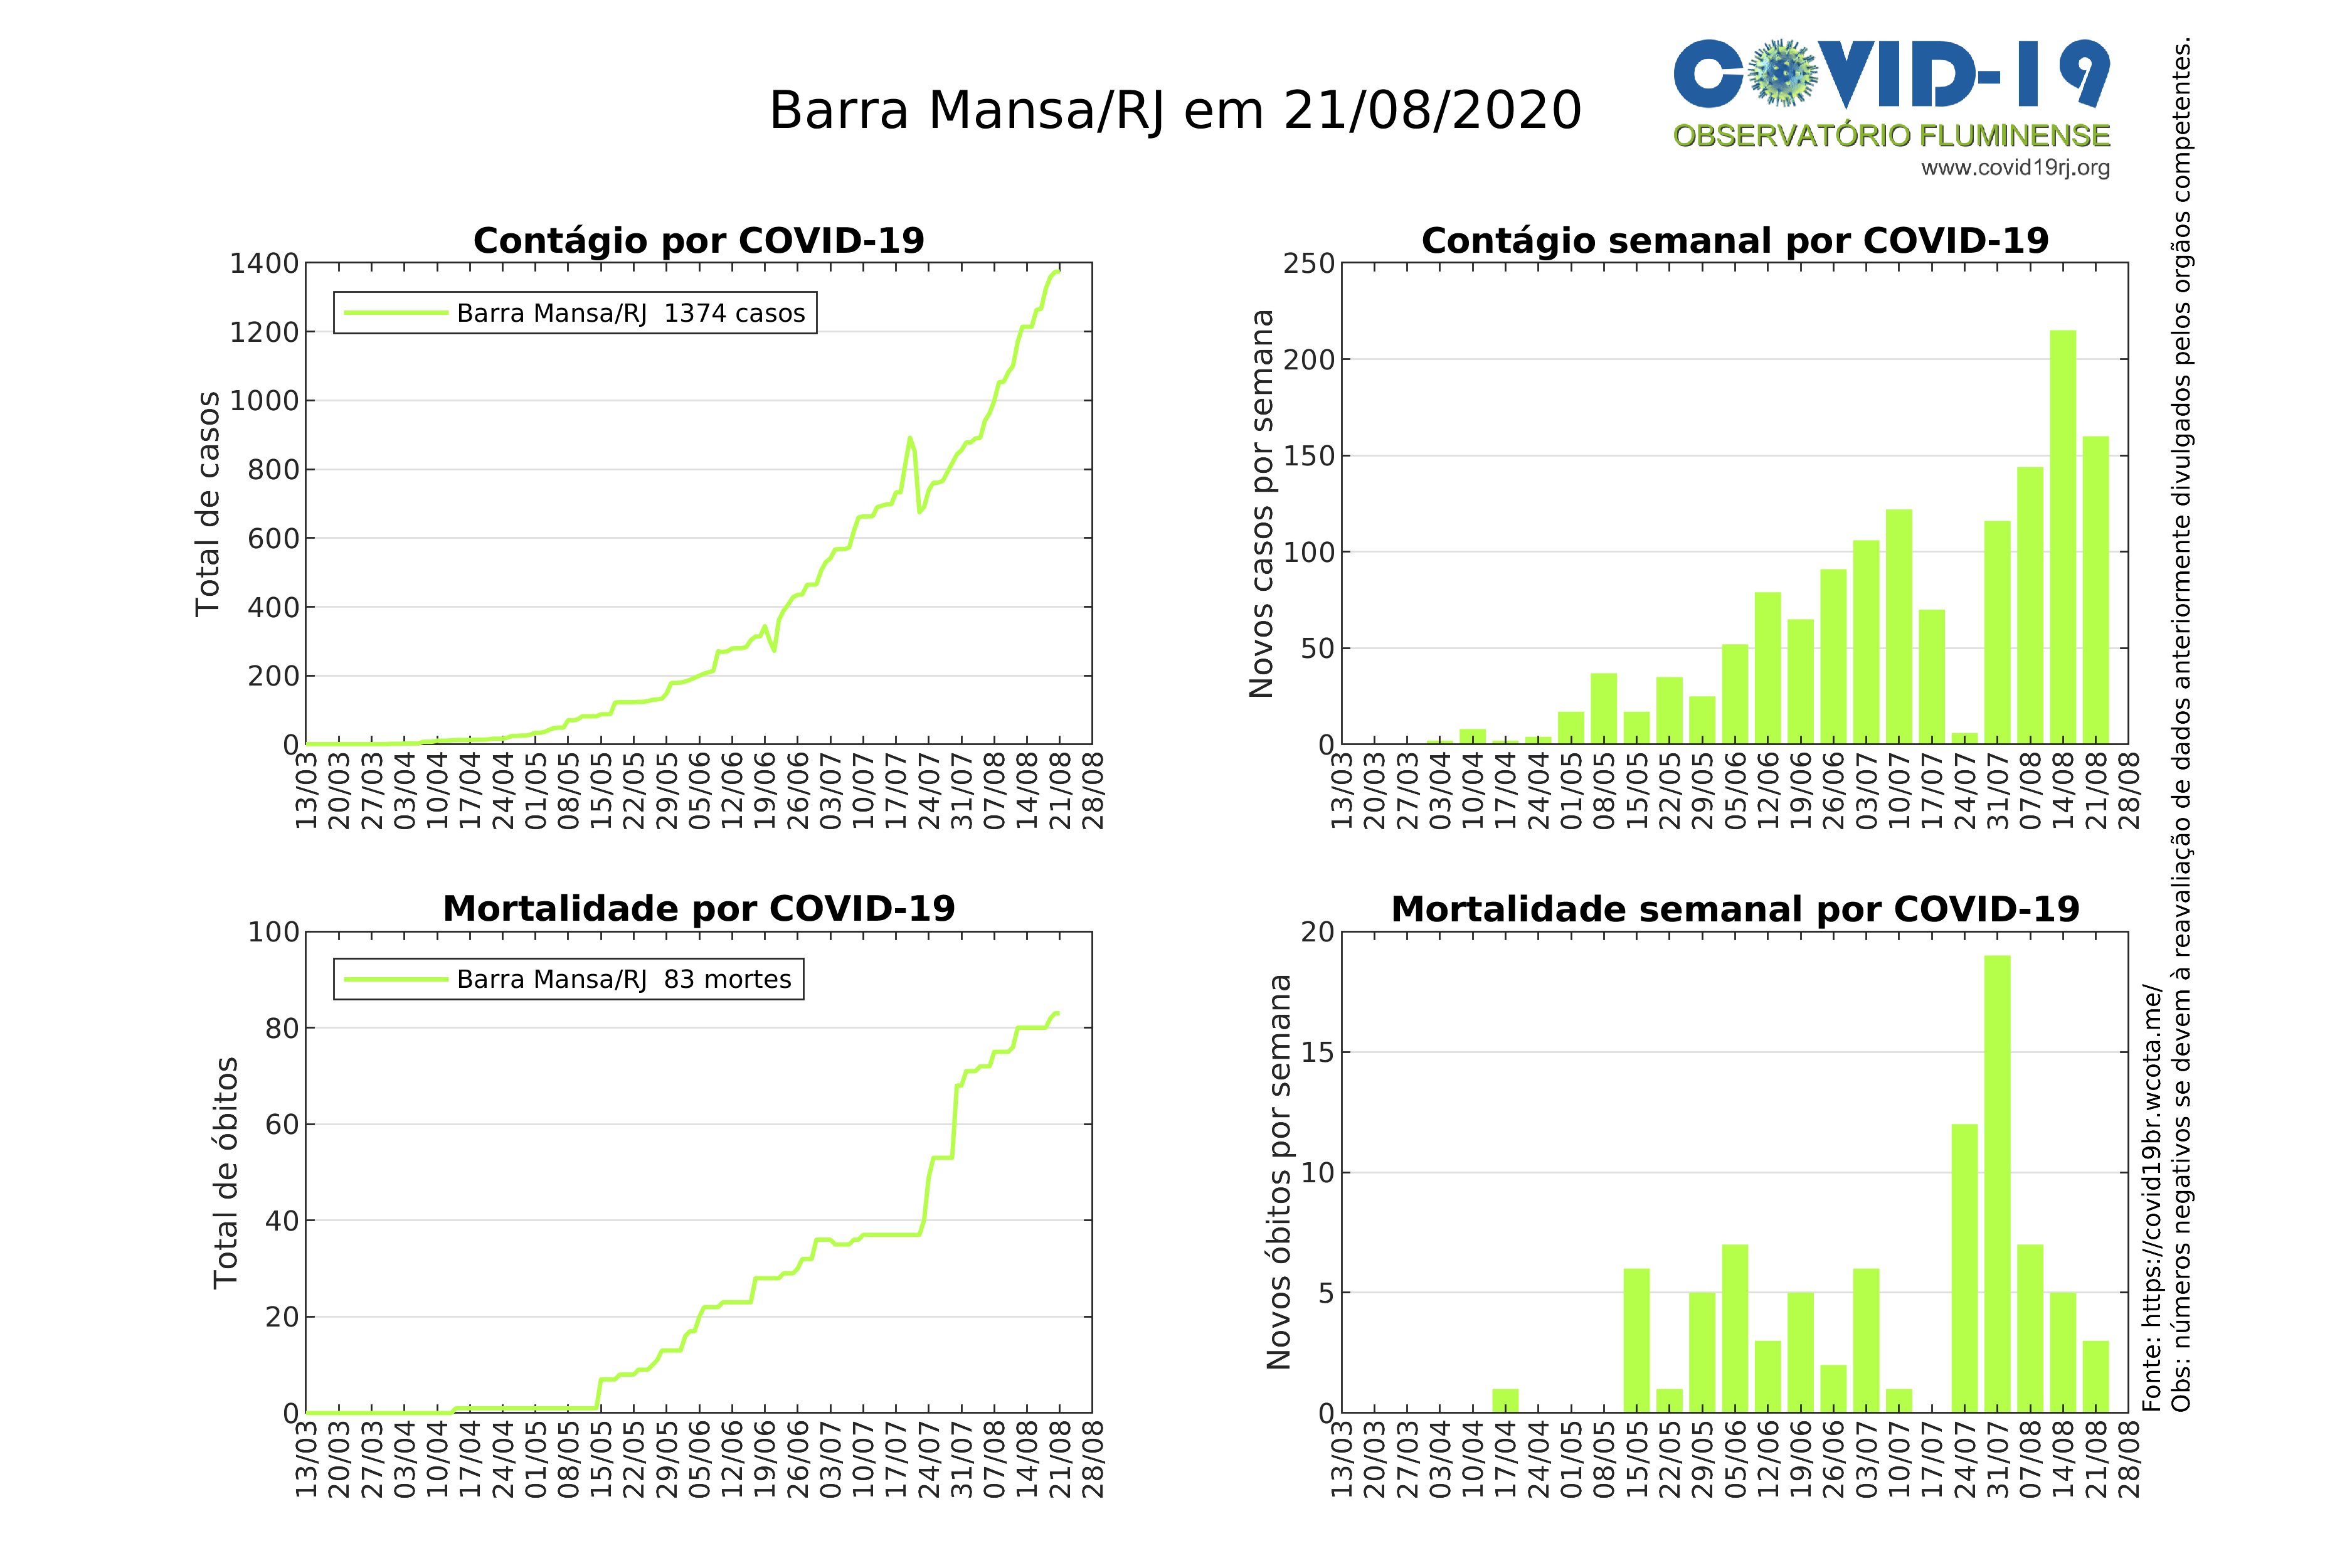 Barra Mansa/RJ em 21/08/2020
COVID-19
OBSERVATÓRIO FLUMINENSE
www.covid19rj.org
Contágio por COVID-19
Total de casos
1400
1200
1000
800
600
400
200
0
Barra Mansa/RJ 1374 casos
13/03 20/03 27/03 03/04 10/04 17/04 24/04 01/05 08/05 15/05 22/05 29/05 05/06 12/06 19/06 26/06 03/07 10/07 17/07 24/07 31/07 07/08 14/08 21/08 28/08
Contágio semanal por COVID-19
Novos casos por semana
250
200
150
100
50
0
13/03 20/03 27/03 03/04 10/04 17/04 24/04 01/05 08/05 15/05 22/05 29/05 05/06 12/06 19/06 26/06 03/07 10/07 17/07 24/07 31/07 07/08 14/08 21/08 28/08
Mortalidade por COVID-19
Total de óbitos
100
80
60
40
20
0
Barra Mansa/RJ 83 mortes
13/03 20/03 27/03 03/04 10/04 17/04 24/04 01/05 08/05 15/05 22/05 29/05 05/06 12/06 19/06 26/06 03/07 10/07 17/07 24/07 31/07 07/08 14/08 21/08 28/08
Mortalidade semanal por COVID-19
Novos óbitos por semana
20
15
10
5
0
13/03 20/03 27/03 03/04 10/04 17/04 24/04 01/05 08/05 15/05 22/05 29/05 05/06 12/06 19/06 26/06 03/07 10/07 17/07 24/07 31/07 07/08 14/08 21/08 28/08
Fonte: https://covid19br.wcota.me/
Obs: números negativos se devem à reavaliação de dados anteriormente divulgados pelos orgãos competentes.